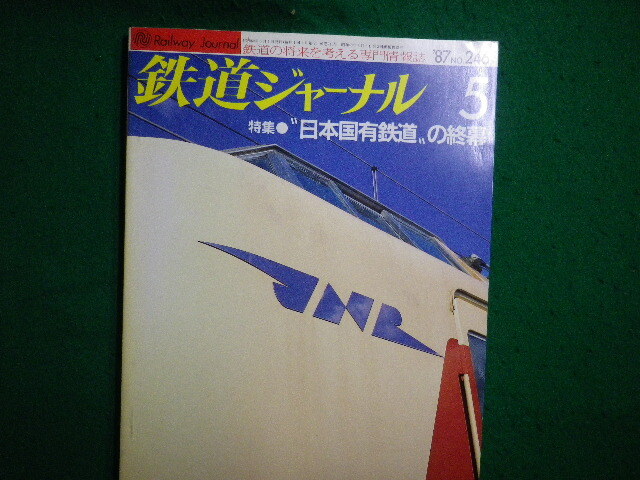 Railway Journal
鉄道の将来を考える専門情報誌 '87 NO.246
鉄道ジャーナル 5
特集●〝日本国有鉄道〟の終幕
JNR